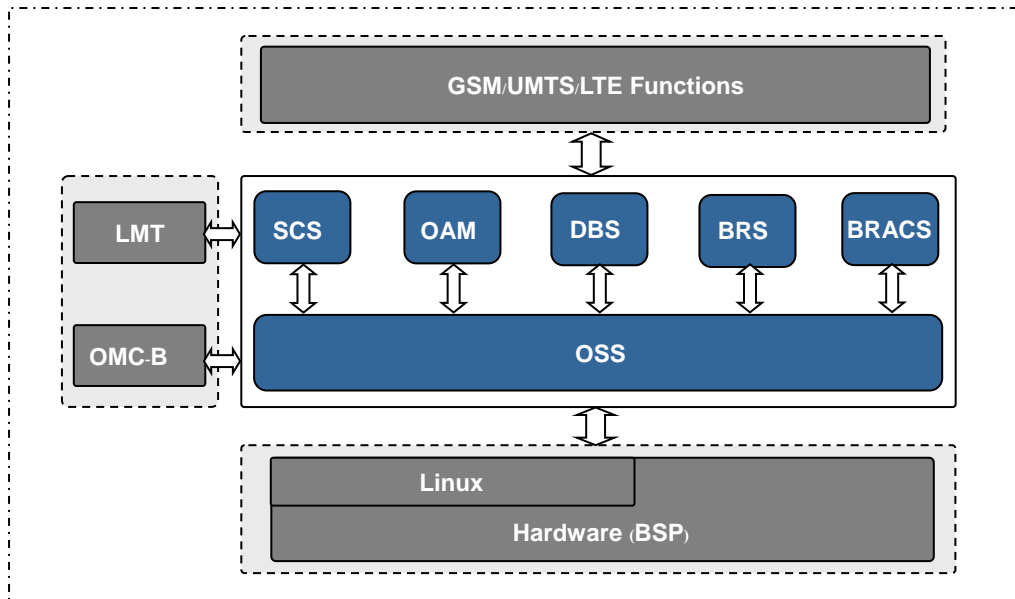 GSM/UMTS/LTE Functions
SCS
OAM
DBS
BRS
BRACS
LMT
OMC-B
OSS
Linux
Hardware (BSP)